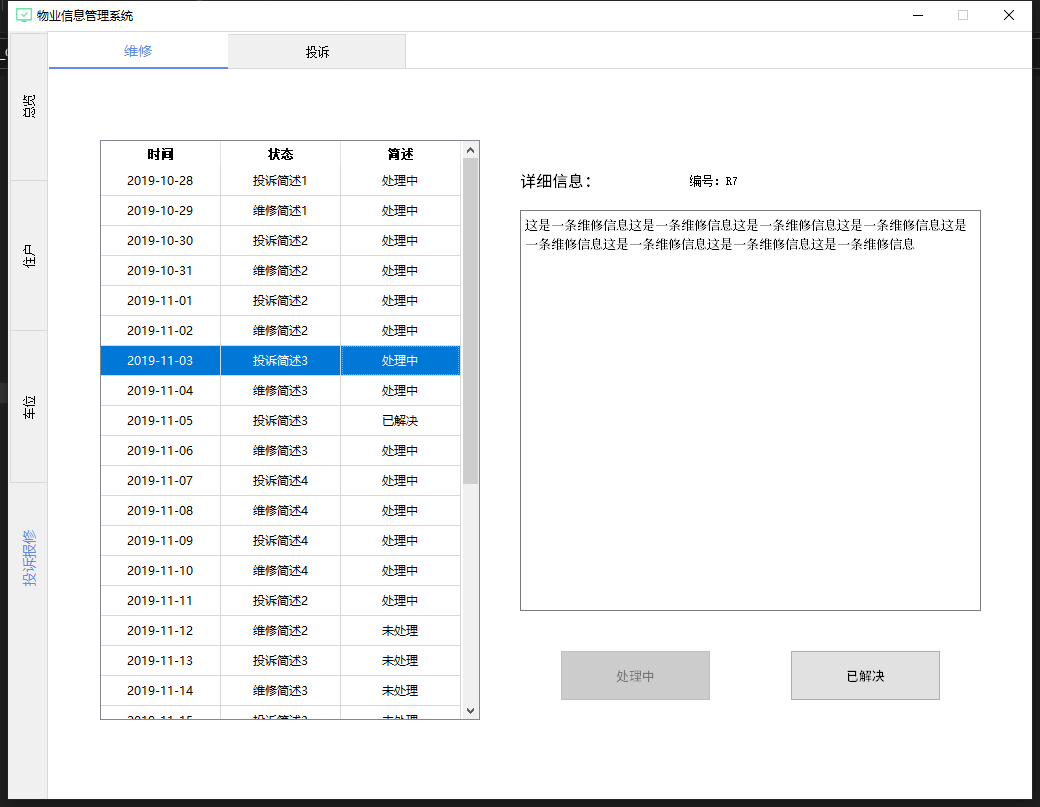 物业信息管理系统
维修 投诉
总览
住户
车位
投诉报修
时间 状态 简述
2019-10-28 投诉简述1 处理中
2019-10-29 维修简述1 处理中
2019-10-30 投诉简述2 处理中
2019-10-31 维修简述2 处理中
2019-11-01 投诉简述2 处理中
2019-11-02 维修简述2 处理中
2019-11-03 投诉简述3 处理中
2019-11-04 维修简述3 处理中
2019-11-05 投诉简述3 已解决
2019-11-06 维修简述3 处理中
2019-11-07 投诉简述4 处理中
2019-11-08 维修简述4 处理中
2019-11-09 投诉简述4 处理中
2019-11-10 维修简述4 处理中
2019-11-11 投诉简述2 处理中
2019-11-12 维修简述2 未处理
2019-11-13 投诉简述3 未处理
2019-11-14 维修简述3 未处理
详细信息: 编号: R7
这是一条维修信息这是一条维修信息这是一条维修信息这是一条维修信息这是
一条维修信息这是一条维修信息这是一条维修信息这是一条维修信息
处理中 已解决